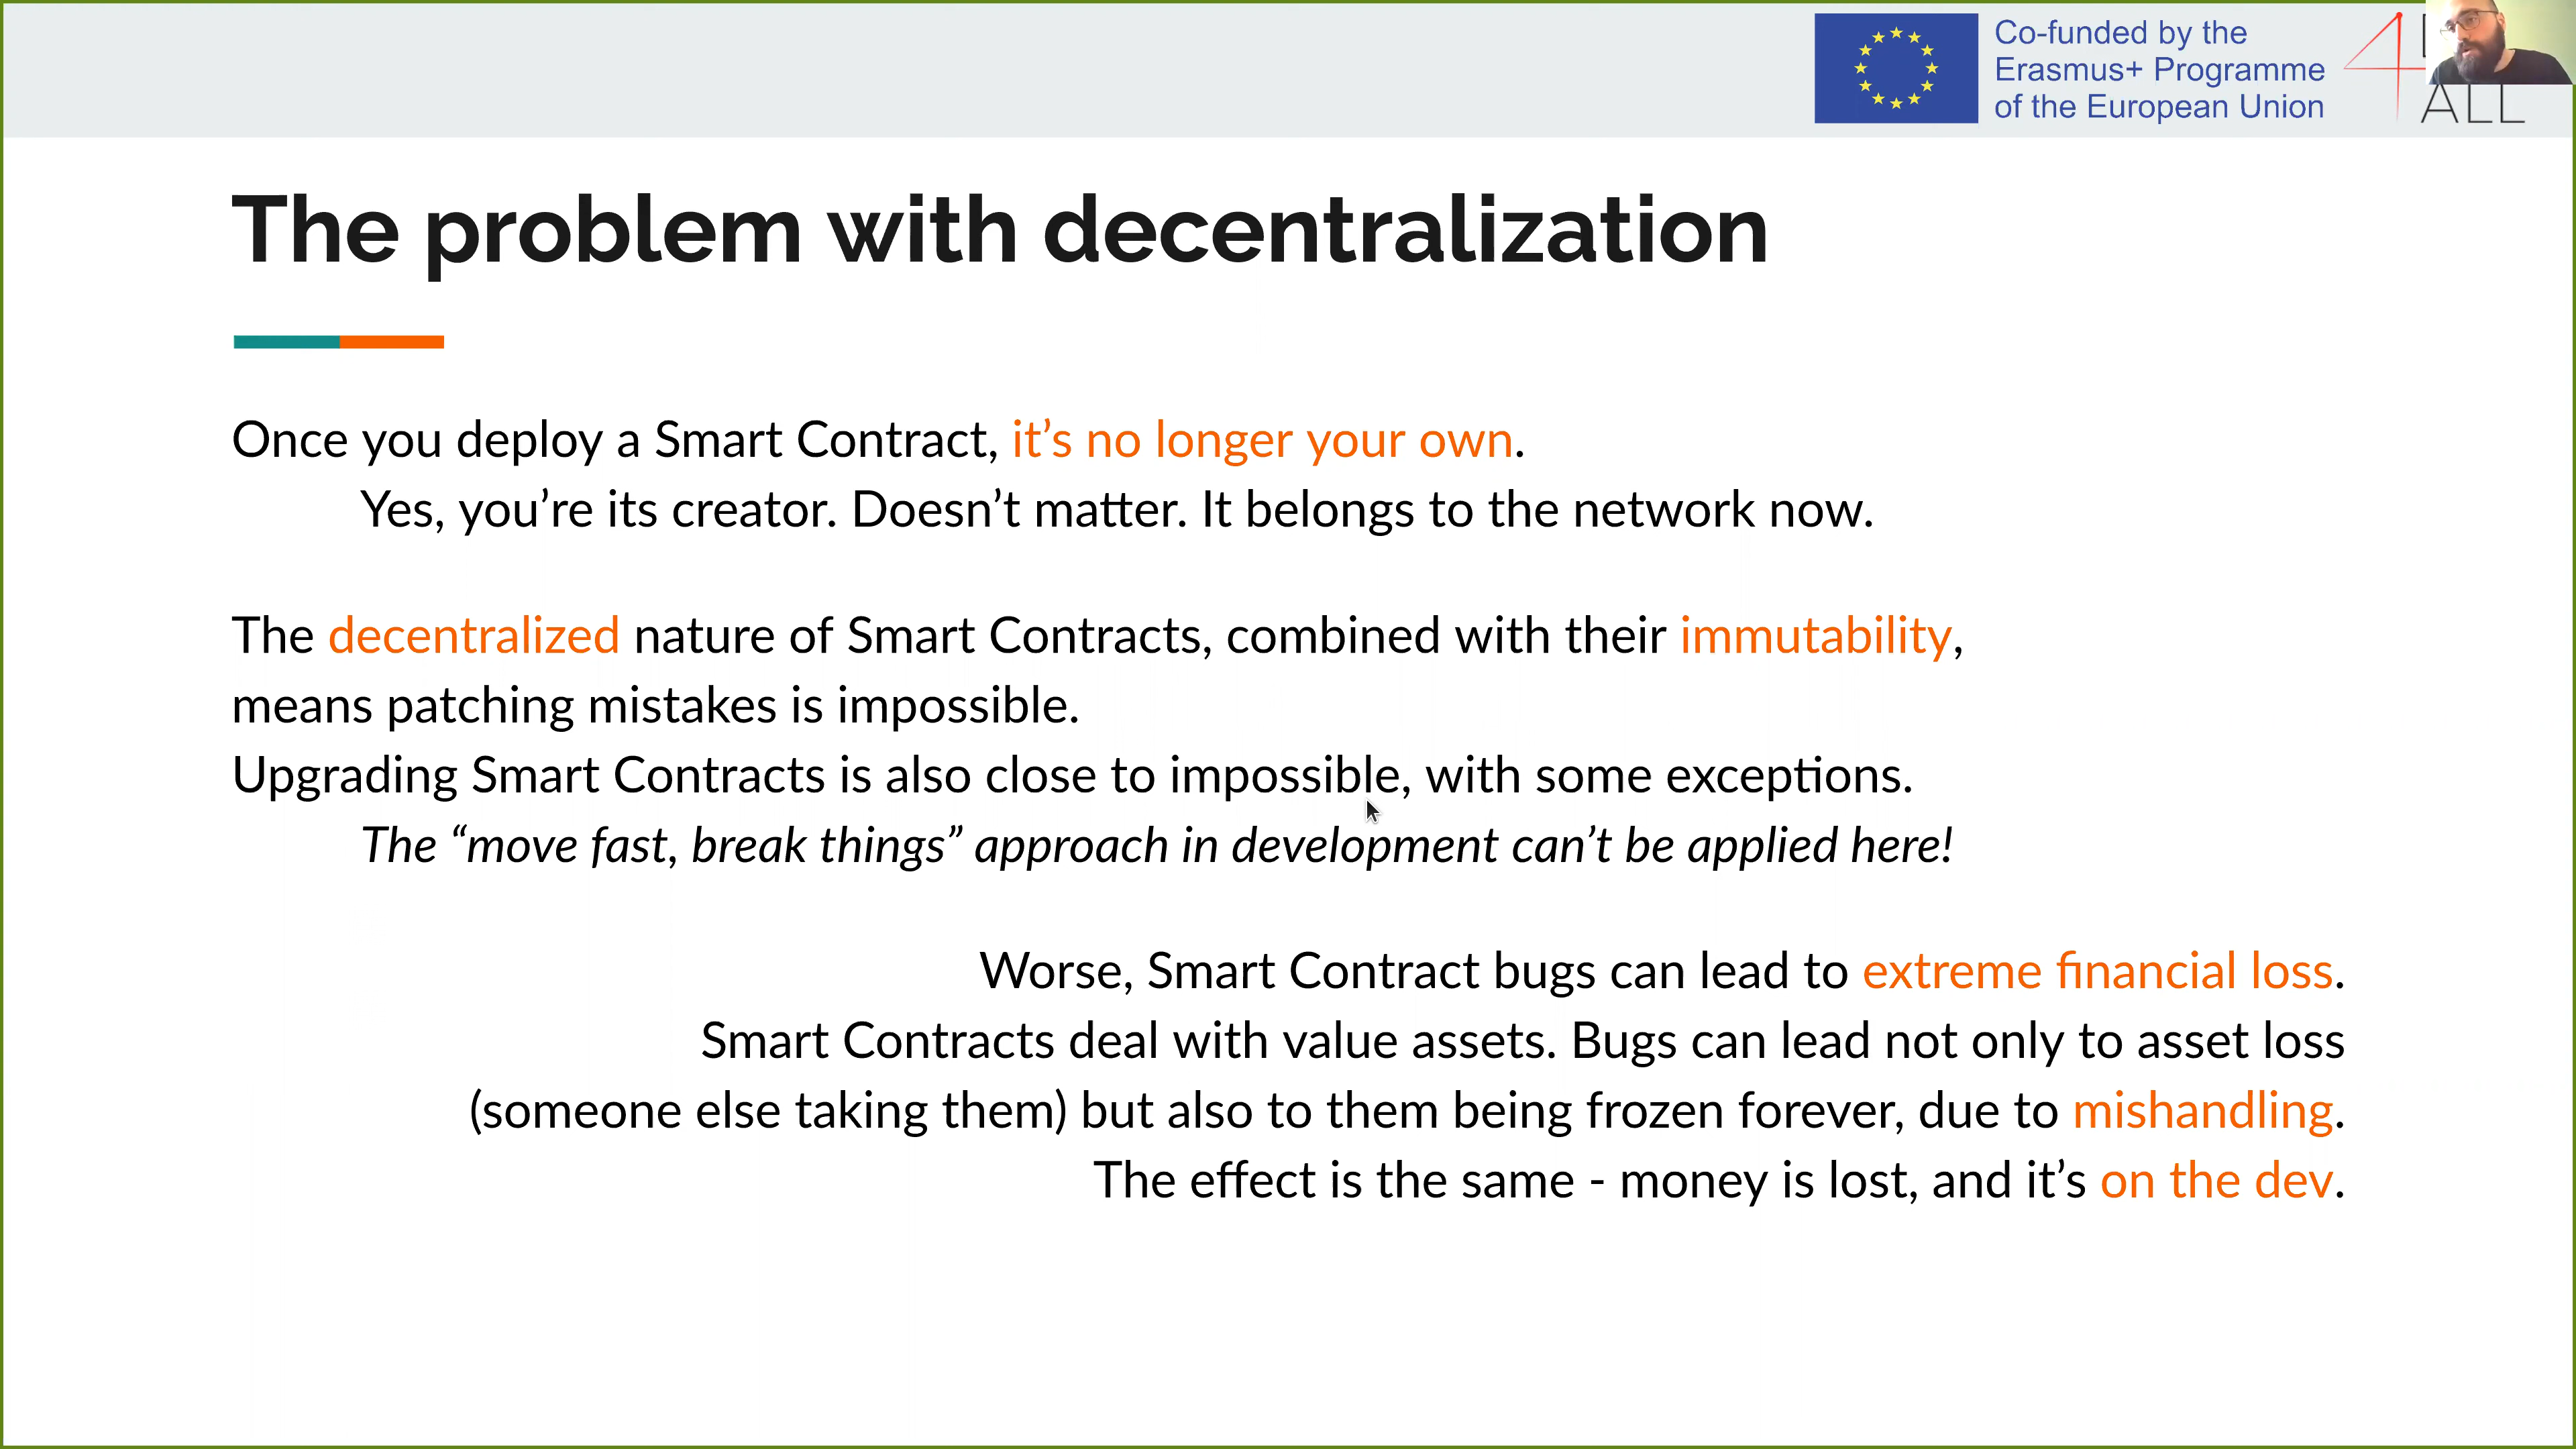 Co-funded by the
Erasmus+ Programme
of the European Union
4
ALL
The problem with decentralization
Once you deploy a Smart Contract, it’s no longer your own.
Yes, you’re its creator. Doesn’t matter. It belongs to the network now.
The decentralized nature of Smart Contracts, combined with their immutability,
means patching mistakes is impossible.
Upgrading Smart Contracts is also close to impossible, with some exceptions.
The “move fast, break things” approach in development can’t be applied here!
Worse, Smart Contract bugs can lead to extreme financial loss.
Smart Contracts deal with value assets. Bugs can lead not only to asset loss
(someone else taking them) but also to them being frozen forever, due to mishandling.
The effect is the same - money is lost, and it’s on the dev.